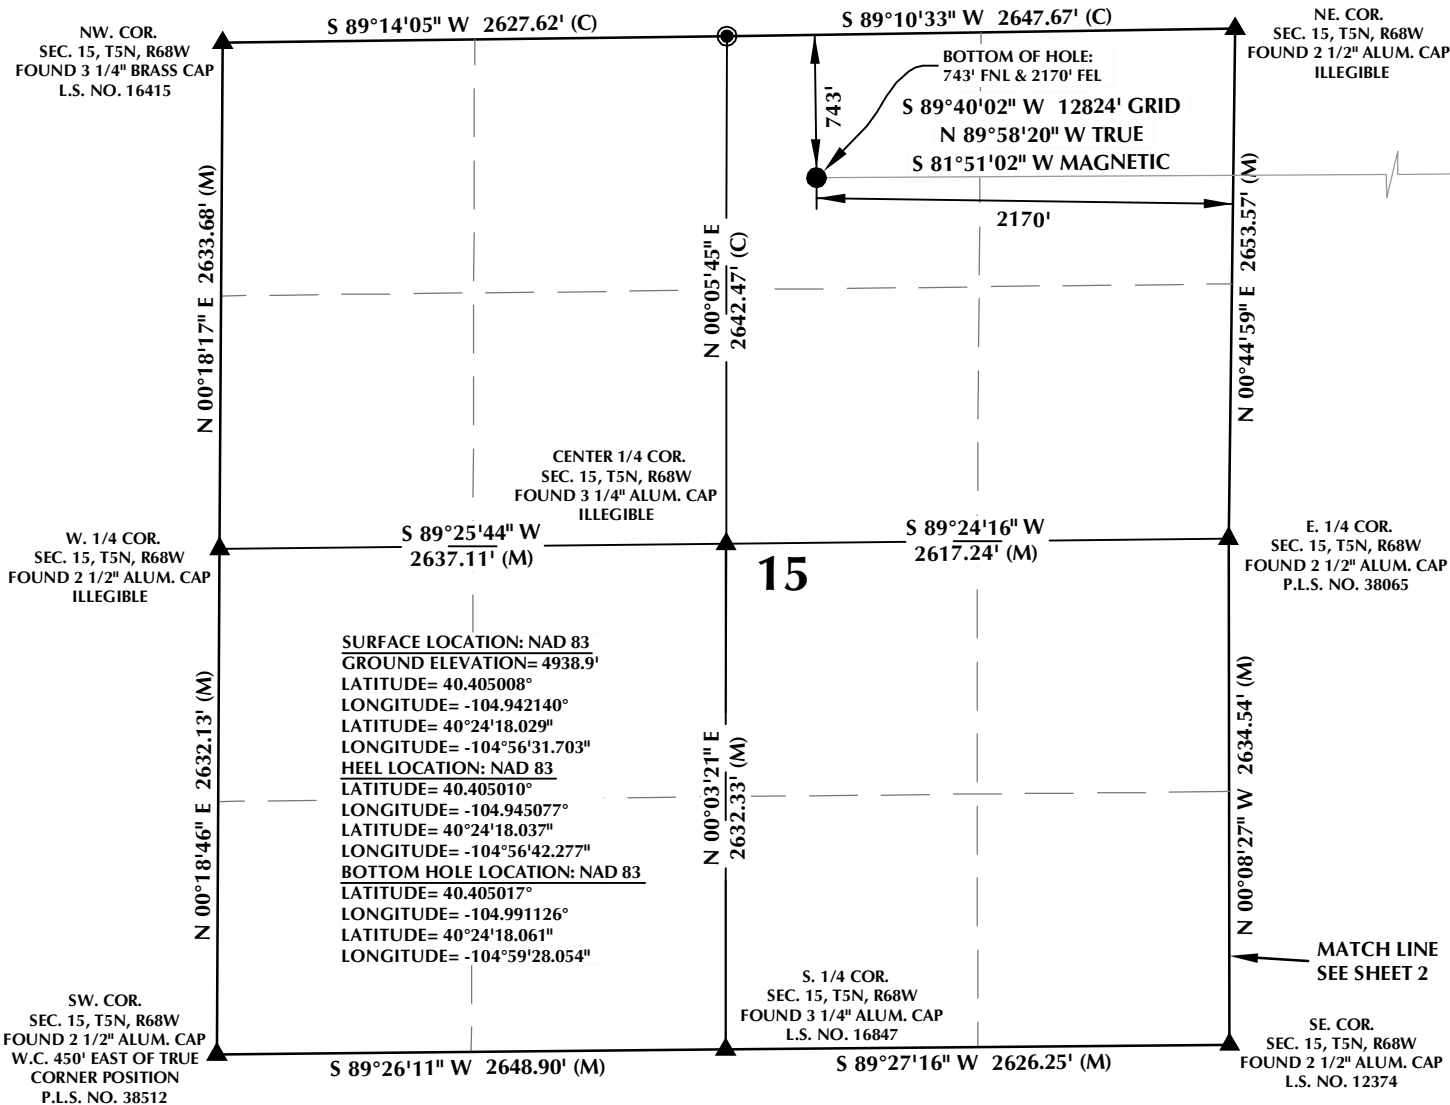 NW. COR.
SEC. 15, T5N, R68W
FOUND 3 1/4" BRASS CAP
L.S. NO. 16415
S 89°14'05" W 2627.62' (C)
S 89°10'33" W 2647.67' (C)
NE. COR.
SEC. 15, T5N, R68W
FOUND 2 1/2" ALUM. CAP
ILLEGIBLE
BOTTOM OF HOLE:
743' FNL & 2170' FEL
743'
S 89°40'02" W 12824' GRID
N 89°58'20" W TRUE
S 81°51'02" W MAGNETIC
2170'
N 00°18'17" E 2633.68' (M)
N 00°05'45" E
2642.47' (C)
N 00°44'59" E 2653.57' (M)
CENTER 1/4 COR.
SEC. 15, T5N, R68W
FOUND 3 1/4" ALUM. CAP
ILLEGIBLE
W. 1/4 COR.
SEC. 15, T5N, R68W
FOUND 2 1/2" ALUM. CAP
ILLEGIBLE
S 89°25'44" W
2637.11' (M)
S 89°24'16" W
2617.24' (M)
E. 1/4 COR.
SEC. 15, T5N, R68W
FOUND 2 1/2" ALUM. CAP
P.L.S. NO. 38065
15
SURFACE LOCATION: NAD 83
GROUND ELEVATION= 4938.9'
LATITUDE= 40.405008°
LONGITUDE= -104.942140°
LATITUDE= 40°24'18.029"
LONGITUDE= -104°56'31.703"
HEEL LOCATION: NAD 83
LATITUDE= 40.405010°
LONGITUDE= -104.945077°
LATITUDE= 40°24'18.037"
LONGITUDE= -104°56'42.277"
BOTTOM HOLE LOCATION: NAD 83
LATITUDE= 40.405017°
LONGITUDE= -104.991126°
LATITUDE= 40°24'18.061"
LONGITUDE= -104°59'28.054"
N 00°18'46" E 2632.13' (M)
N 00°03'21" E
2632.33' (M)
N 00°08'27" W 2634.54' (M)
MATCH LINE
SEE SHEET 2
SW. COR.
SEC. 15, T5N, R68W
FOUND 2 1/2" ALUM. CAP
W.C. 450' EAST OF TRUE
CORNER POSITION
P.L.S. NO. 38512
S 89°26'11" W 2648.90' (M)
S. 1/4 COR.
SEC. 15, T5N, R68W
FOUND 3 1/4" ALUM. CAP
L.S. NO. 16847
S 89°27'16" W 2626.25' (M)
SE. COR.
SEC. 15, T5N, R68W
FOUND 2 1/2" ALUM. CAP
L.S. NO. 12374